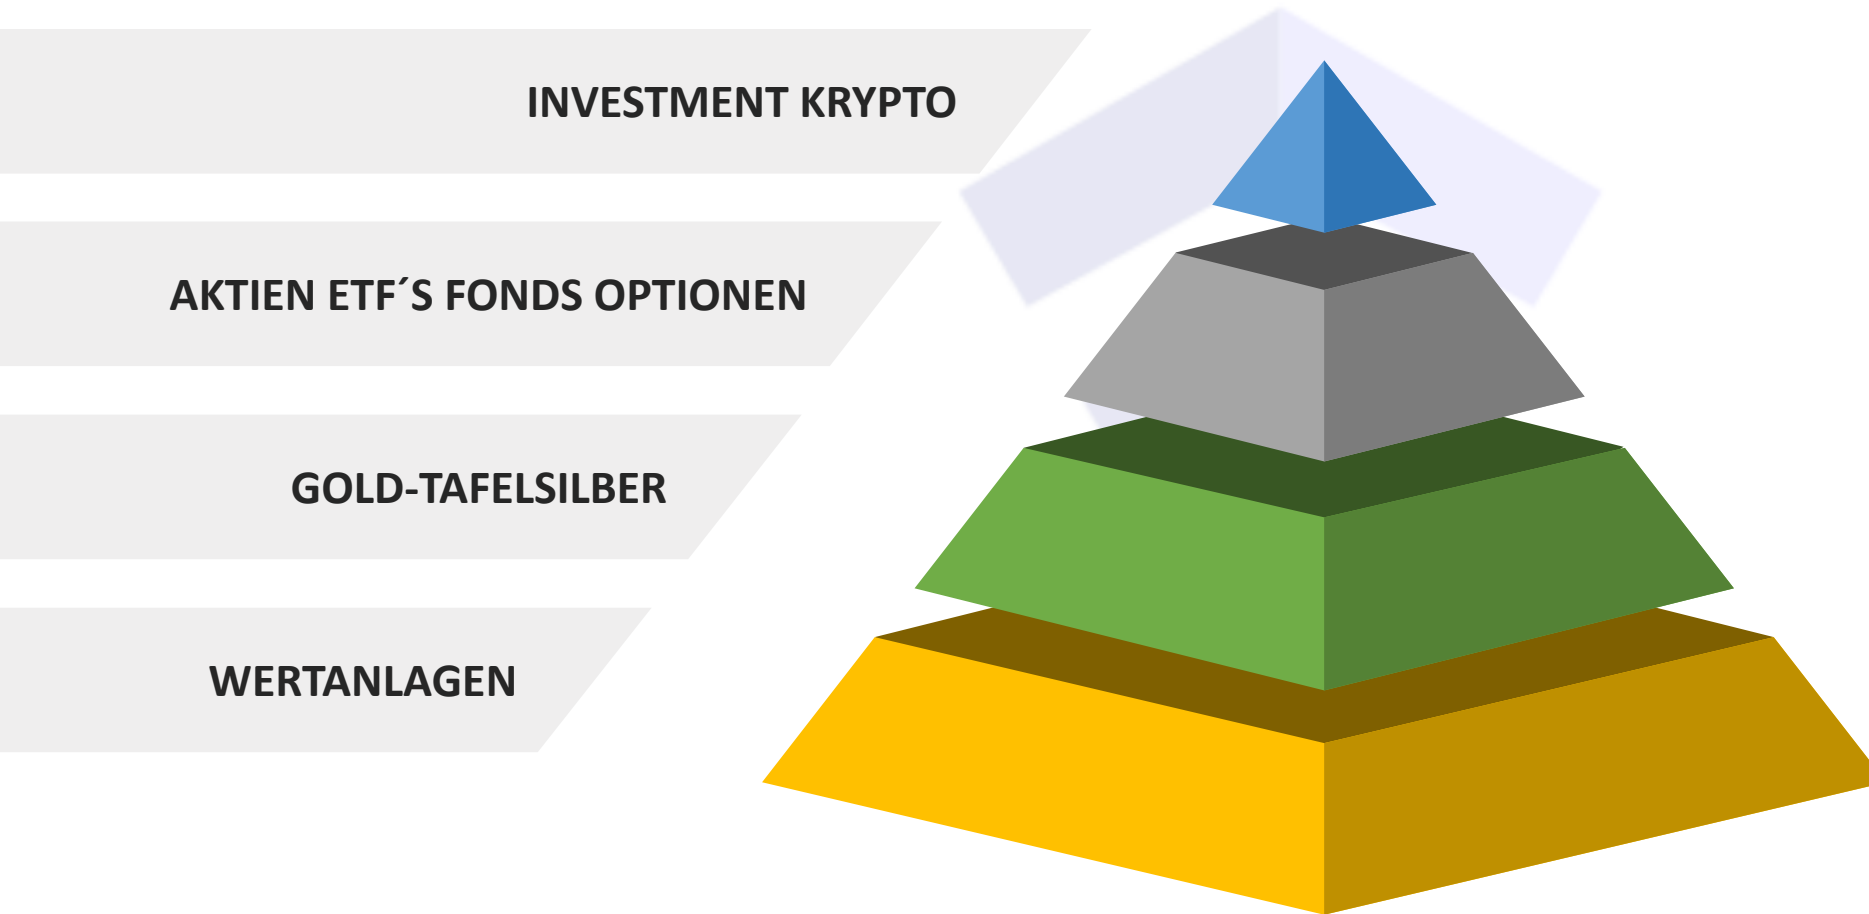 INVESTMENT KRYPTO
AKTIEN ETF´S FONDS OPTIONEN
GOLD-TAFELSILBER
WERTANLAGEN